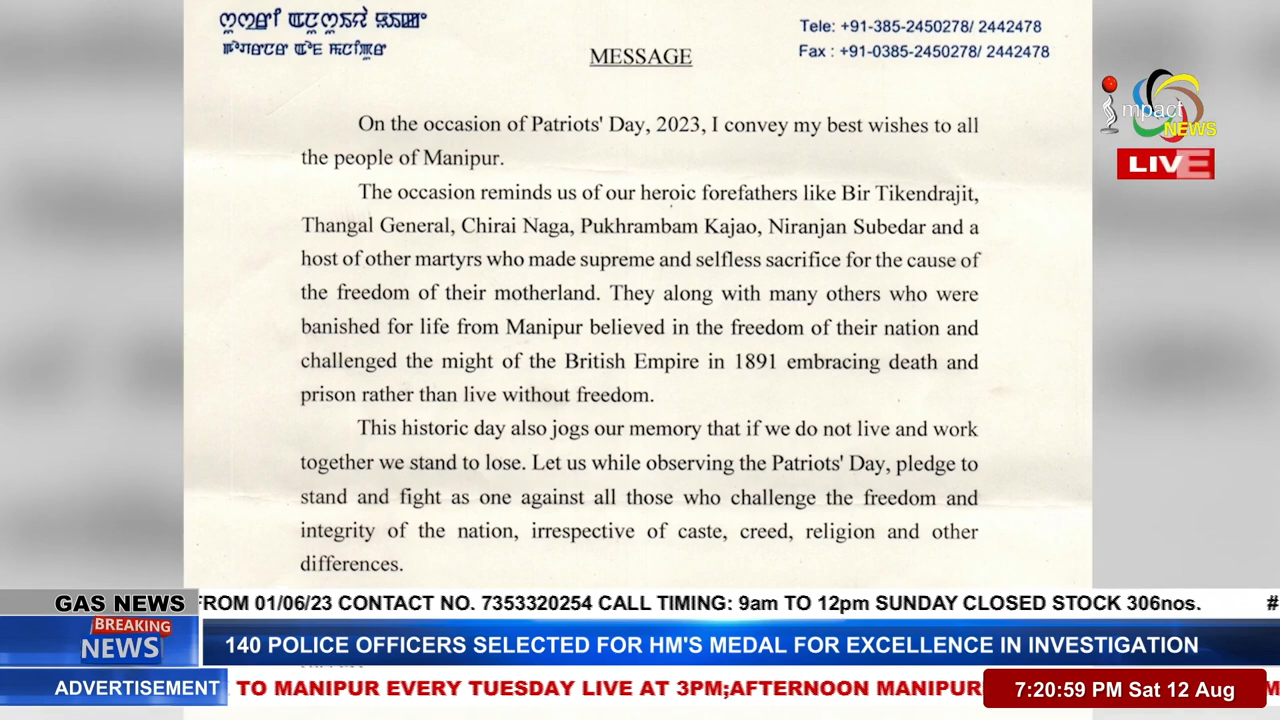 Tele: +91-385-2450278/ 2442478
Fax : +91-0385-2450278/ 2442478
MESSAGE
On the occasion of Patriots' Day, 2023, I convey my best wishes to all
the people of Manipur.
The occasion reminds us of our heroic forefathers like Bir Tikendrajit,
Thangal General, Chirai Naga, Pukhrambam Kajao, Niranjan Subedar and a
host of other martyrs who made supreme and selfless sacrifice for the cause of
the freedom of their motherland. They along with many others who were
banished for life from Manipur believed in the freedom of their nation and
challenged the might of the British Empire in 1891 embracing death and
prison rather than live without freedom.
This historic day also jogs our memory that if we do not live and work
together we stand to lose. Let us while observing the Patriots' Day, pledge to
stand and fight as one against all those who challenge the freedom and
integrity of the nation, irrespective of caste, creed, religion and other
differences.
impact
NEWS
LIVE
GAS NEWS FROM 01/06/23 CONTACT NO. 7353320254 CALL TIMING: 9am TO 12pm SUNDAY CLOSED STOCK 306nos. #
BREAKING
NEWS
140 POLICE OFFICERS SELECTED FOR HM'S MEDAL FOR EXCELLENCE IN INVESTIGATION
ADVERTISEMENT TO MANIPUR EVERY TUESDAY LIVE AT 3PM;AFTERNOON MANIPUR
7:20:59 PM Sat 12 Aug